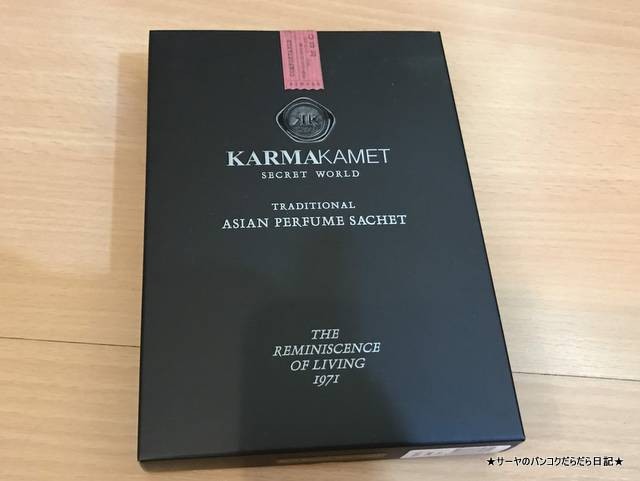 KARMAKAMET
SECRET WORLD
TRADITIONAL
ASIAN PERFUME SACHET
THE
REMINISCENCE
OF LIVING
1971
★サーヤのバンコクだらだら日記★